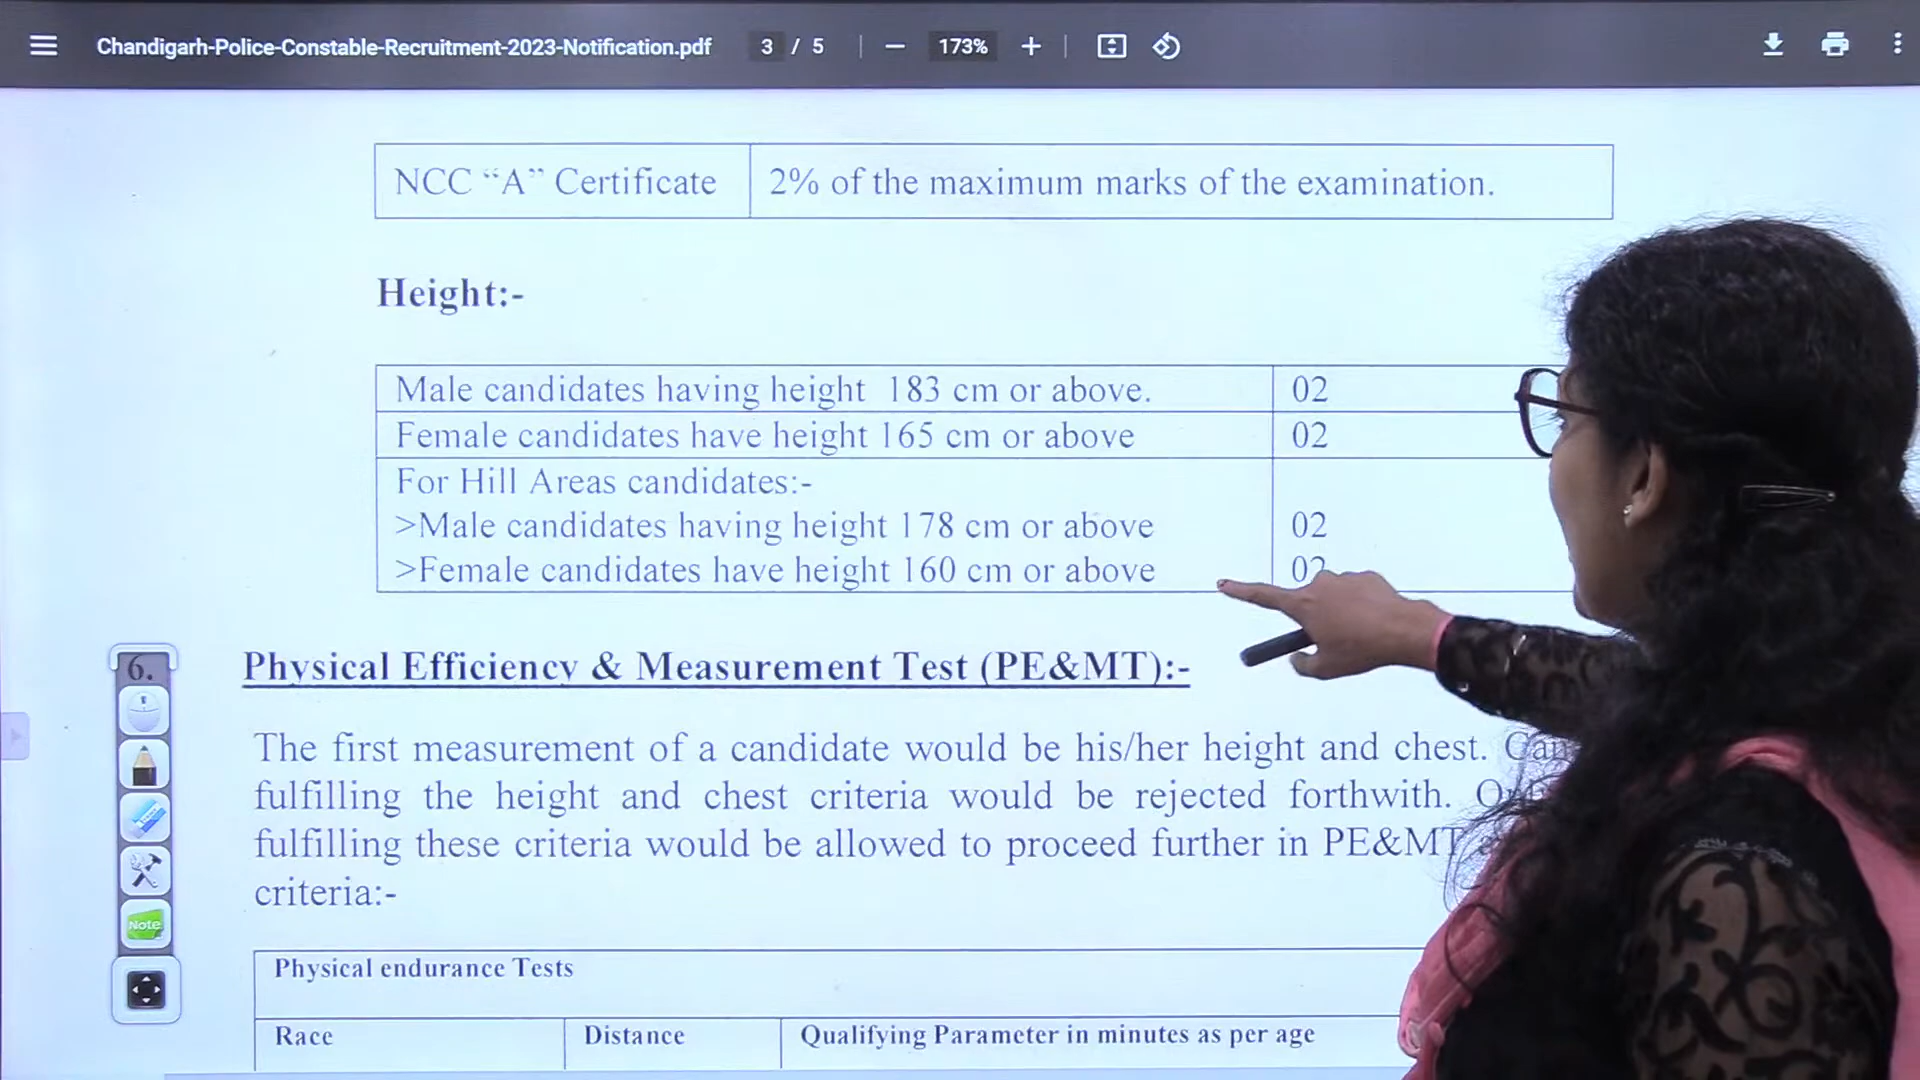 Chandigarh-Police-Constable-Recruitment-2023-Notification.pdf 3 / 5 173%
NCC “A” Certificate 2% of the maximum marks of the examination.
Height:-
Male candidates having height 183 cm or above. 02
Female candidates have height 165 cm or above 02
For Hill Areas candidates:-
>Male candidates having height 178 cm or above 02
>Female candidates have height 160 cm or above 02
6. Physical Efficiency & Measurement Test (PE&MT):-
The first measurement of a candidate would be his/her height and chest.
fulfilling the height and chest criteria would be rejected forthwith.
fulfilling these criteria would be allowed to proceed further in PE&MT
criteria:-
Note
Physical endurance Tests
Race Distance Qualifying Parameter in minutes as per age